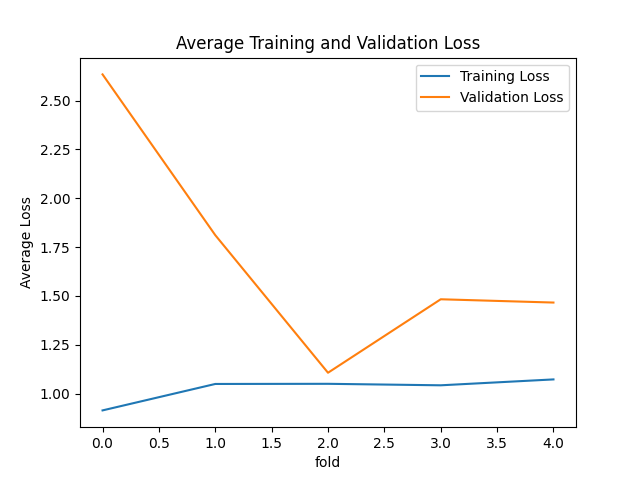 Average Training and Validation Loss
Training Loss
Validation Loss
2.50
2.25
2.00
1.75
1.50
1.25
1.00
Average Loss
0.0 0.5 1.0 1.5 2.0 2.5 3.0 3.5 4.0
fold